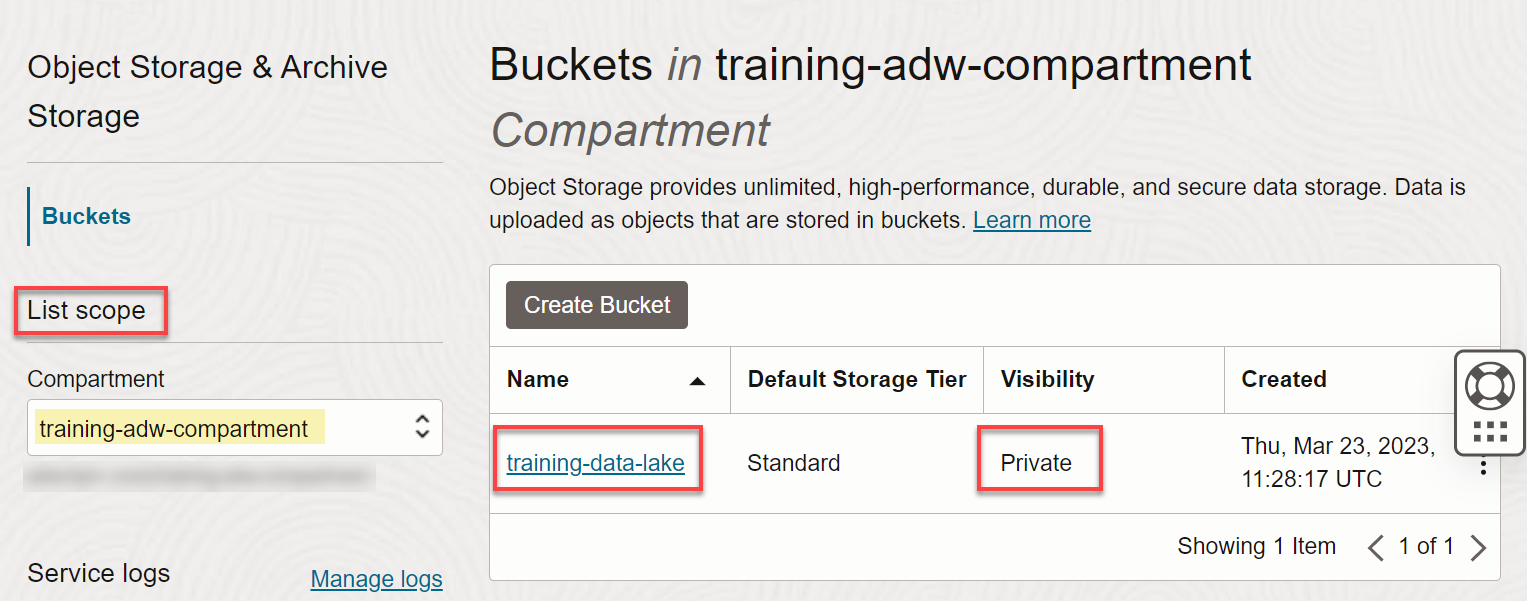 Object Storage & Archive
Storage
Buckets
List scope
Compartment
training-adw-compartment
Service logs
Manage logs
Buckets in training-adw-compartment
Compartment
Object Storage provides unlimited, high-performance, durable, and secure data storage. Data is
uploaded as objects that are stored in buckets. Learn more
Create Bucket
Name Default Storage Tier Visibility Created
training-data-lake Standard Private Thu, Mar 23, 2023,
11:28:17 UTC
Showing 1 Item 1 of 1